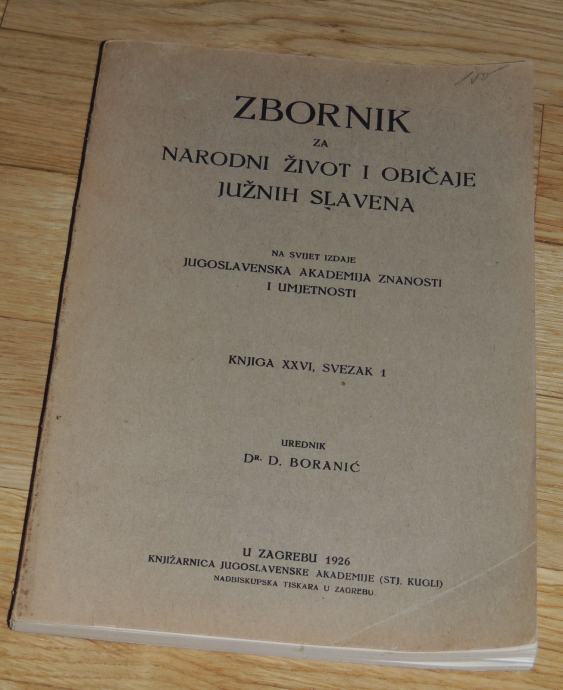 ZBORNIK
ZA
NARODNI ŽIVOT I OBIČAJE
JUŽNIH SLAVENA
NA SVIJET IZDAJE
JUGOSLAVENSKA AKADEMIJA ZNANOSTI
I UMJETNOSTI
KNJIGA XXVI, SVEZAK 1
UREDNIK
DR. D. BORANIĆ
U ZAGREBU 1926
KNJIŽARNICA JUGOSLAVENSKE AKADEMIJE (STJ. KUGLI)
NADBISKUPSKA TISKARA U ZAGREBU